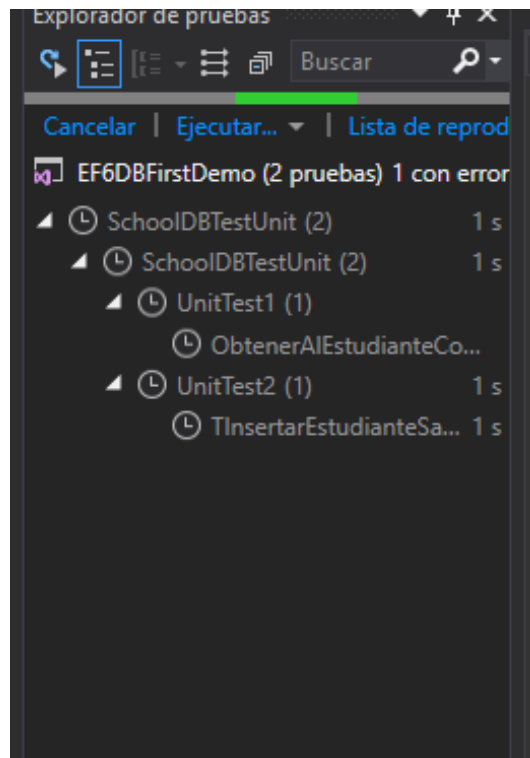 Explorador de pruebas
Buscar
Cancelar | Ejecutar... | Lista de reprod
EF6DBFirstDemo (2 pruebas) 1 con error
SchoolDBTestUnit (2) 1 s
SchoolDBTestUnit (2) 1 s
UnitTest1 (1)
ObtenerAlEstudianteCo...
UnitTest2 (1) 1 s
TInsertarEstudianteSa... 1 s